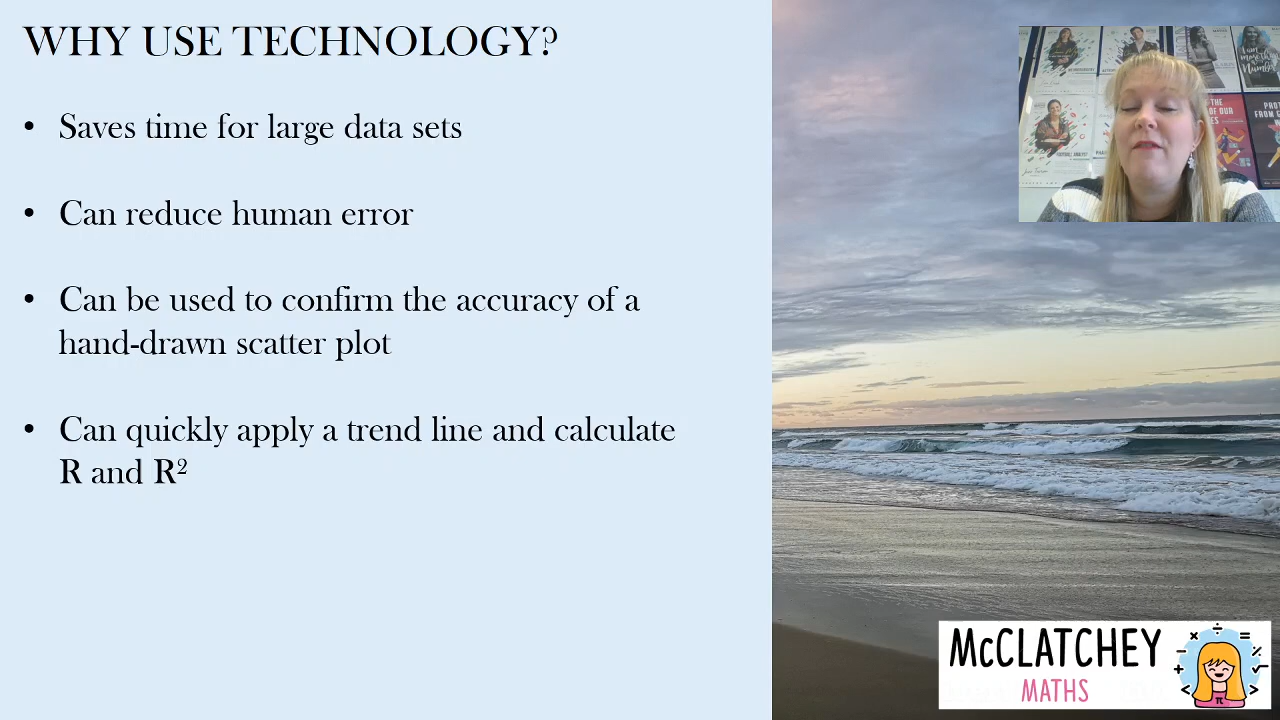 WHY USE TECHNOLOGY?
• Saves time for large data sets
• Can reduce human error
• Can be used to confirm the accuracy of a
hand-drawn scatter plot
• Can quickly apply a trend line and calculate
R and R²
McCLATCHEY
MATHS